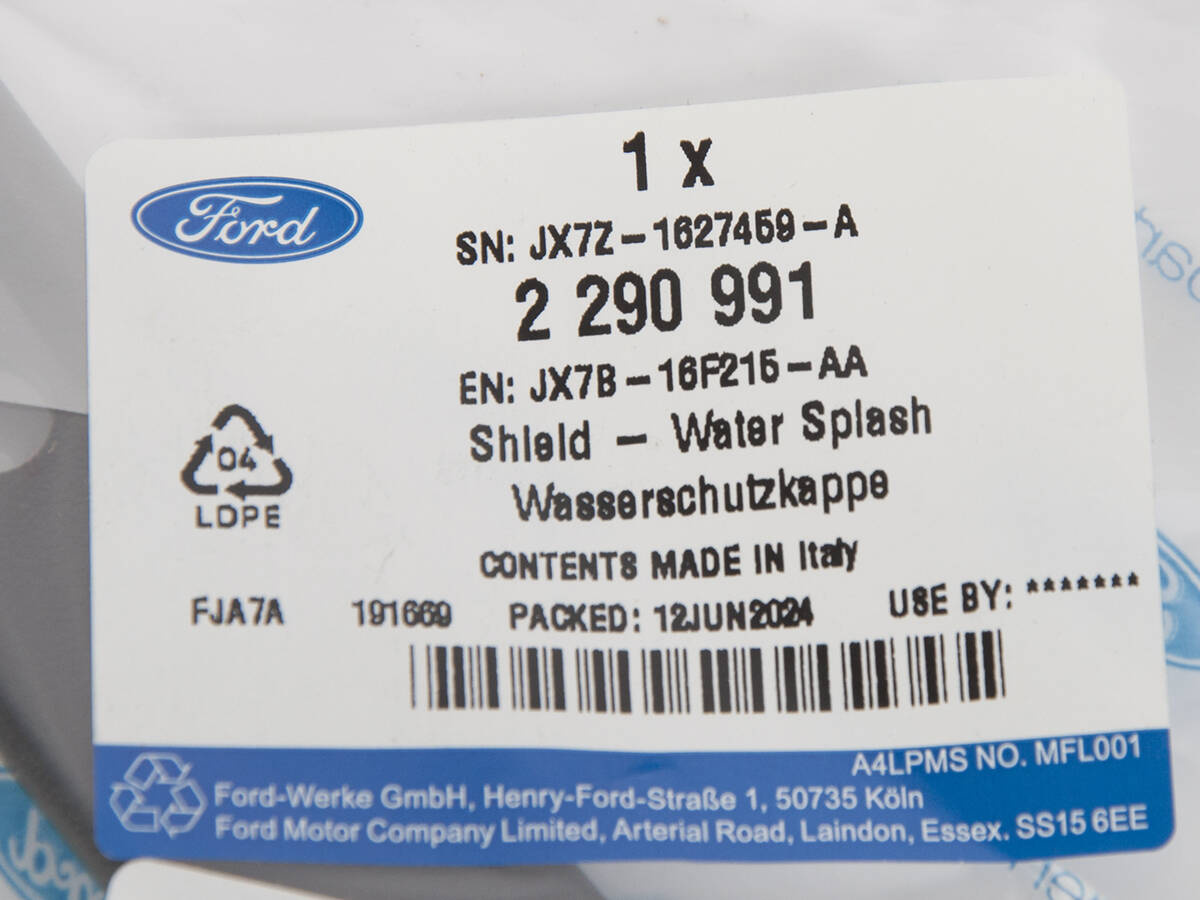 1 x
Ford
SN: JX7Z-1627459-A
2 290 991
EN: JX7B-16F215-AA
Shield - Water Splash
04
LDPE
Wasserschutzkappe
CONTENTS MADE IN Italy
FJA7A 191669 PACKED: 12JUN2024 USE BY: *******
A4LPMS NO. MFL001
Ford-Werke GmbH, Henry-Ford-Straße 1, 50735 Köln
Ford Motor Company Limited, Arterial Road, Laindon, Essex. SS15 6EE